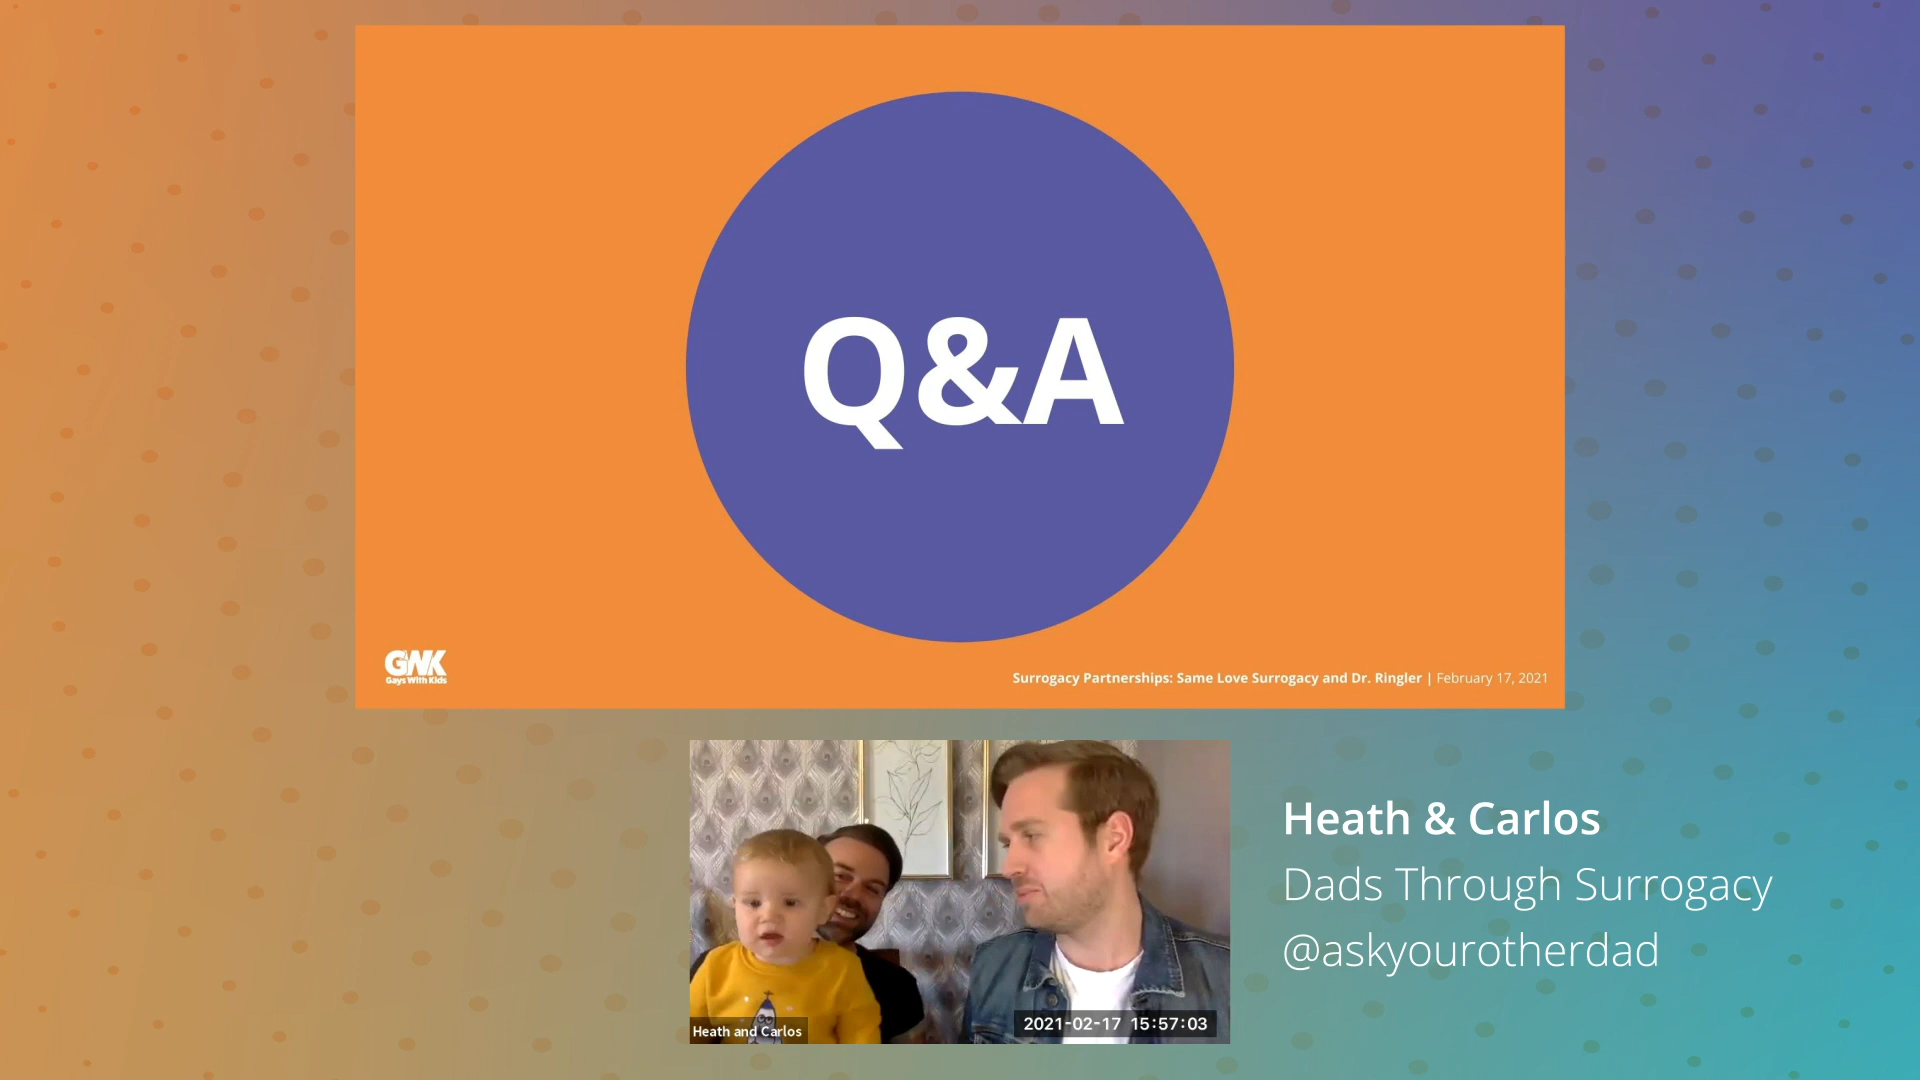 Q&A
GWK
Gays With Kids
Surrogacy Partnerships: Same Love Surrogacy and Dr. Ringler | February 17, 2021
Heath & Carlos
Dads Through Surrogacy
@askyourotherdad
Heath and Carlos
2021-02-17 15:57:03